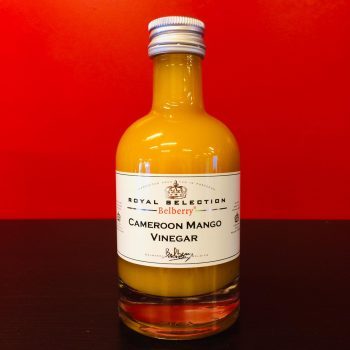 ROYAL SELECTION
Belberry
CAMEROON MANGO
VINEGAR